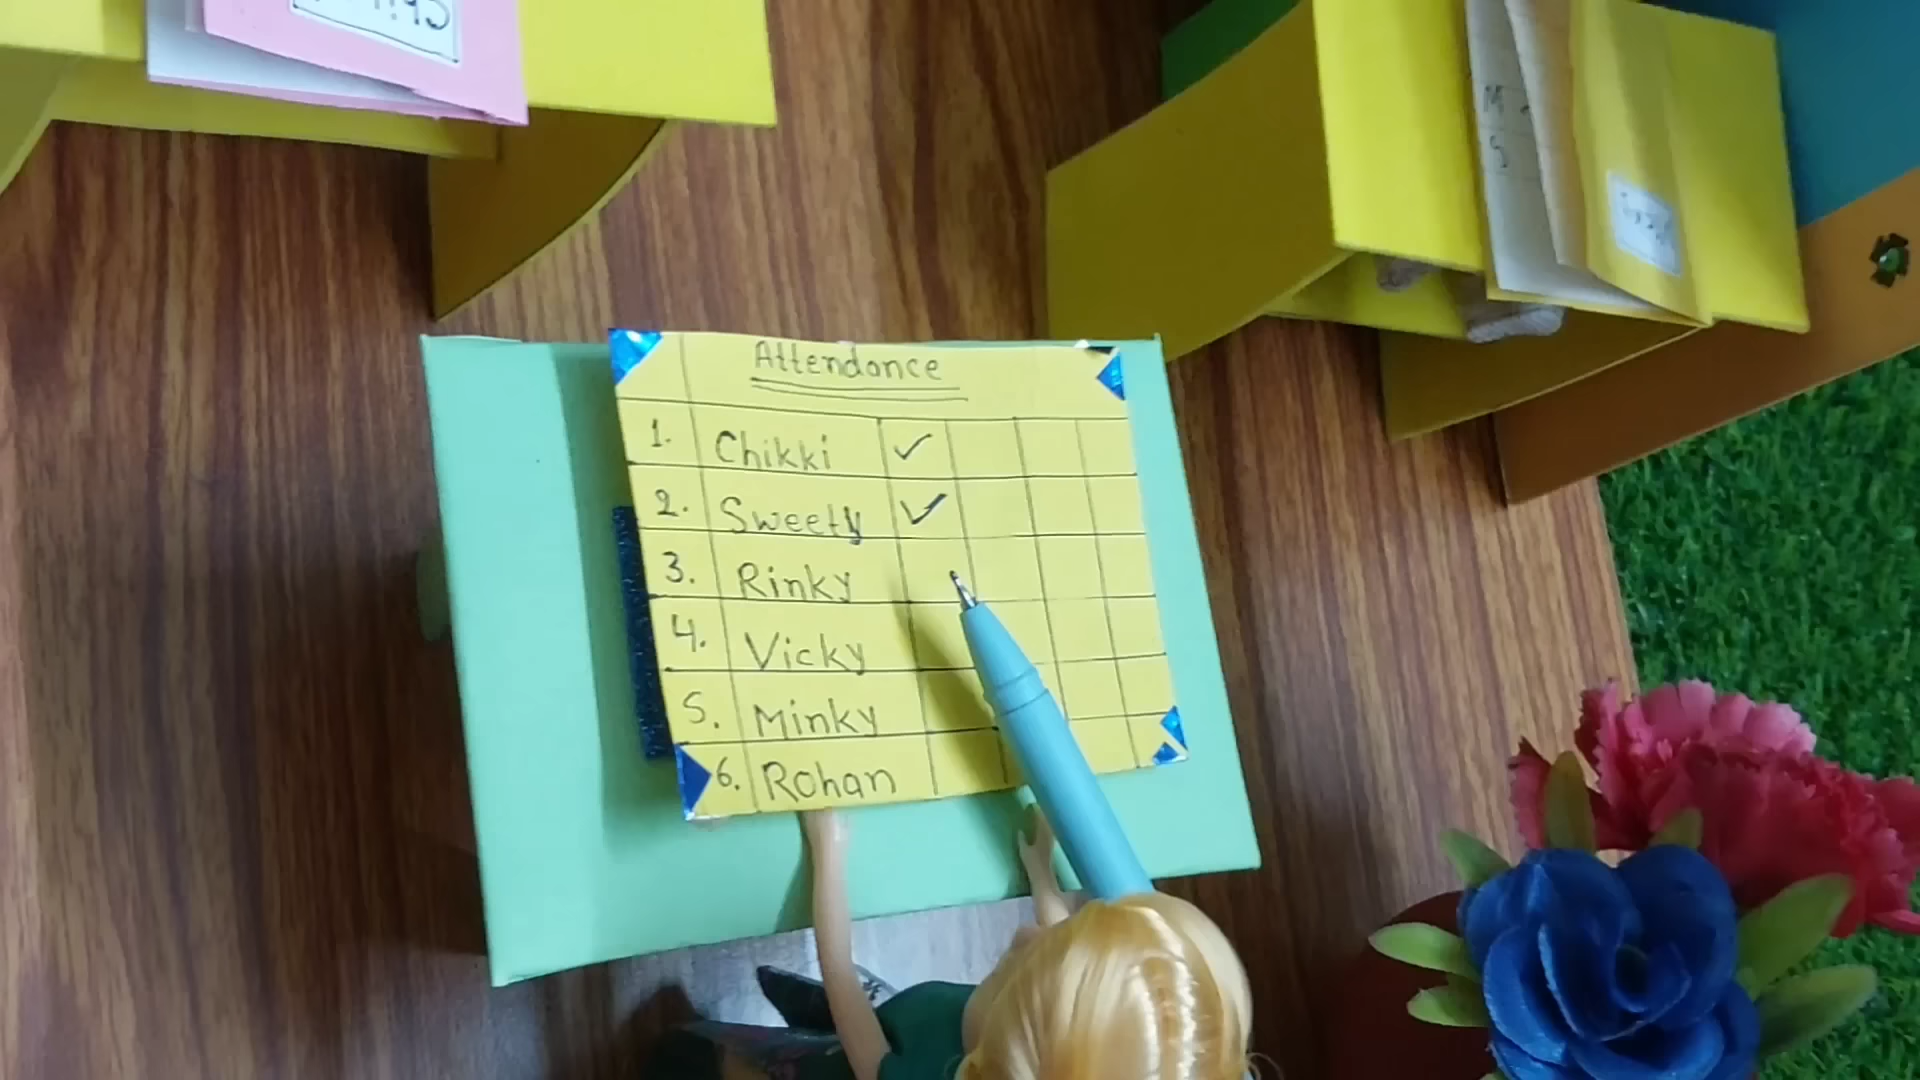 Attendance
1. Chikki ✓
2. Sweety ✓
3. Rinky
4. Vicky
5. Minky
6. Rohan